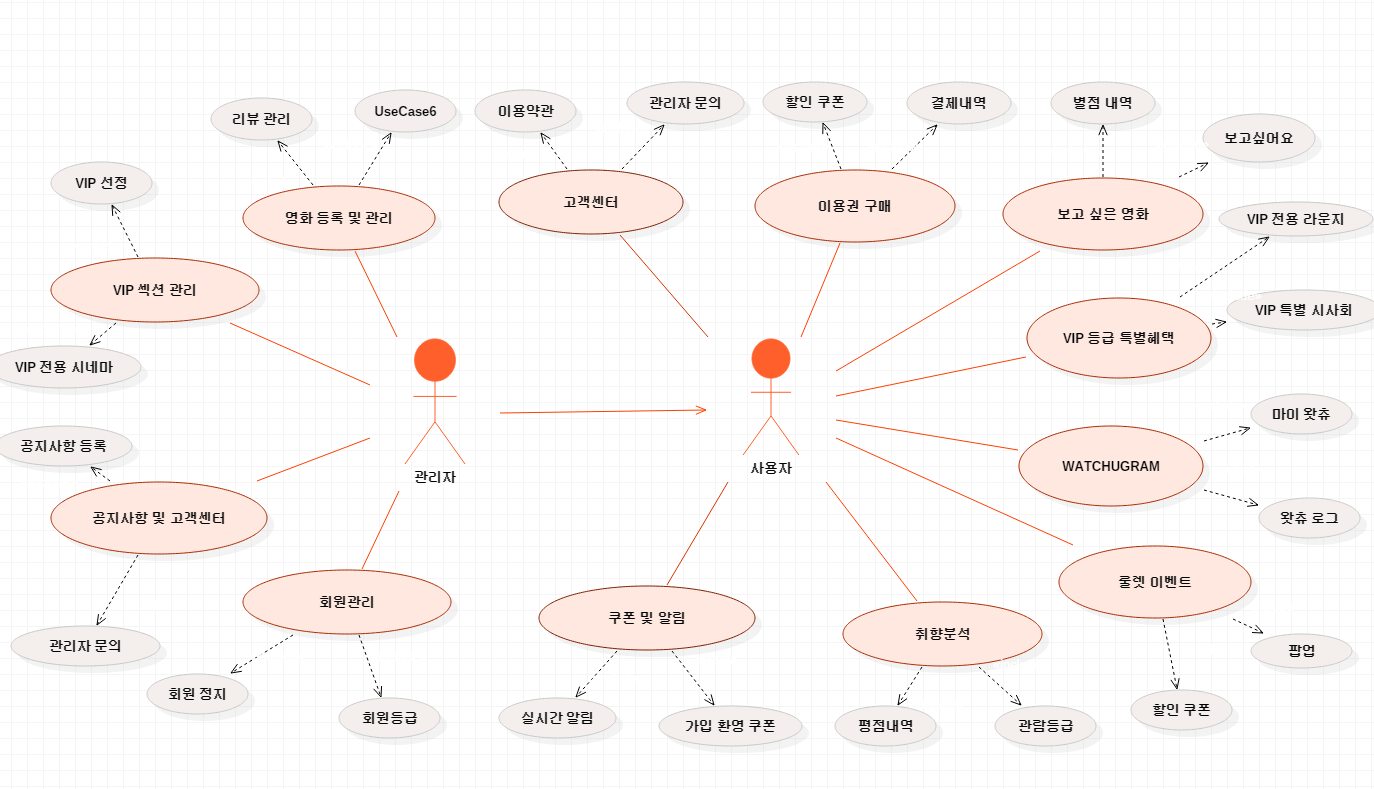 리뷰 관리
UseCase6
이용약관
관리자 문의
할인 쿠폰
결제내역
별점 내역
보고싶어요
VIP 선정
영화 등록 및 관리
고객센터
이용권 구매
보고 싶은 영화
VIP 전용 라운지
VIP 섹션 관리
VIP 등급 특별혜택
VIP 특별 시사회
VIP 전용 시네마
마이 왓츄
공지사항 등록
관리자
사용자
WATCHUGRAM
공지사항 및 고객센터
왓츄 로그
룰렛 이벤트
회원관리
쿠폰 및 알림
취향분석
관리자 문의
팝업
회원 정지
회원등급
실시간 알림
가입 환영 쿠폰
평점내역
관람등급
할인 쿠폰